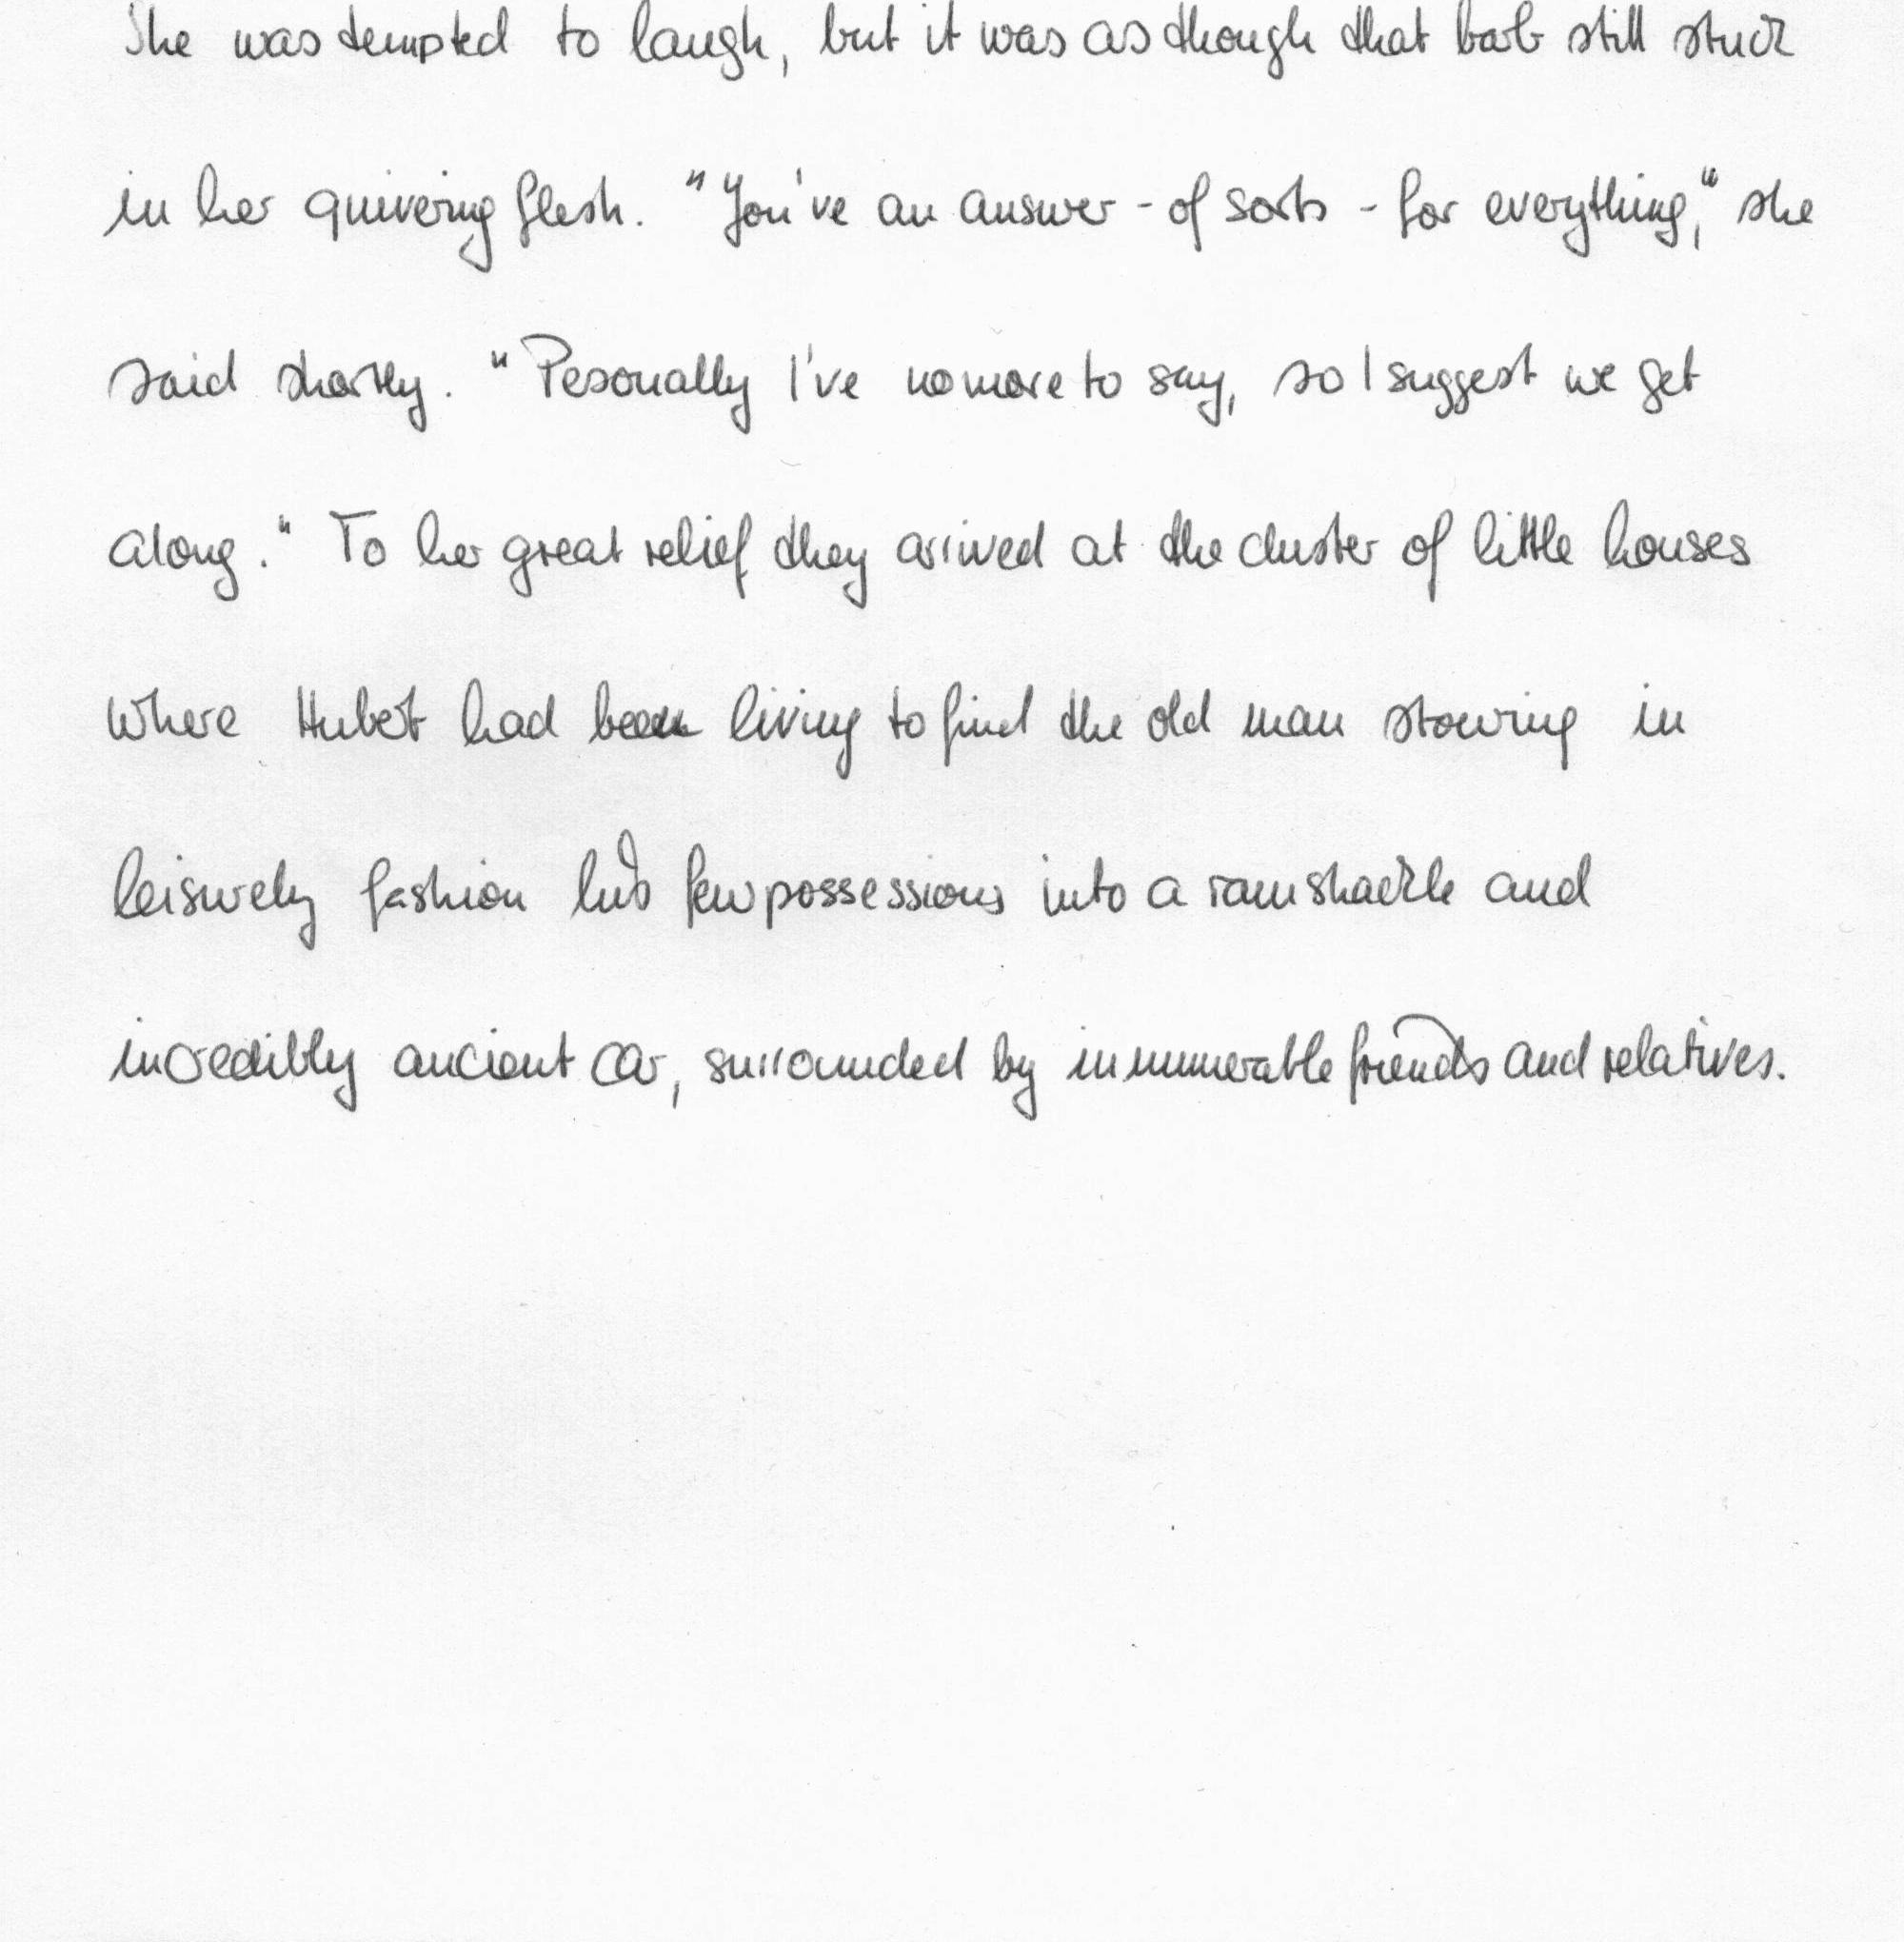 She was tempted to laugh, but it was as though that barb still stuck
in her quivering flesh. "You've an answer - of sorts - for everything," she
said shortly. "Pesonally I've no more to say, so I suggest we get
along." To her great relief they arrived at the cluster of little houses
where Hubert had been living to find the old man stowing in
leisurely fashion his few possessions into a ramshackle and
incredibly ancient car, surrounded by innumerable friends and relatives.